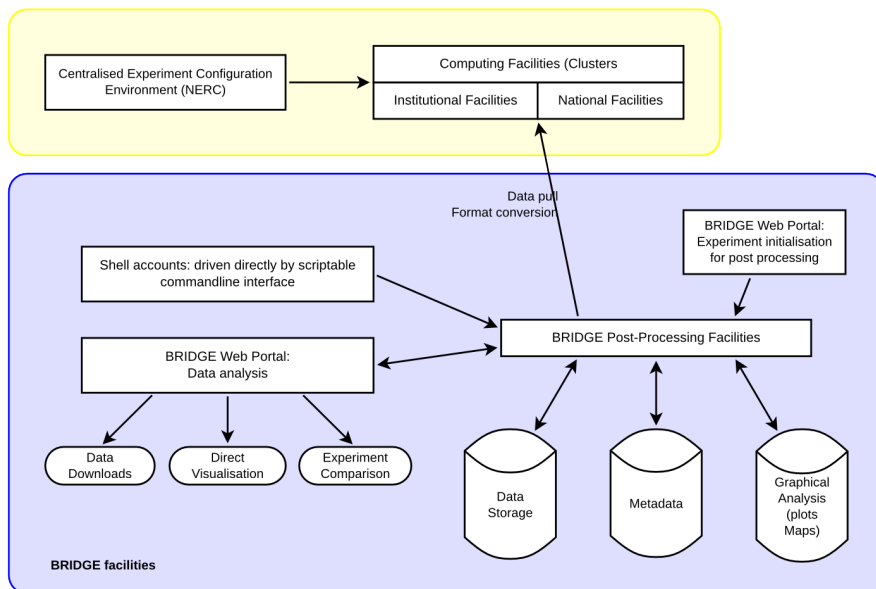 Centralised Experiment Configuration
Environment (NERC)
Computing Facilities (Clusters
Institutional Facilities
National Facilities
Data pull
Format conversion
BRIDGE Web Portal:
Experiment initialisation
for post processing
Shell accounts: driven directly by scriptable
commandline interface
BRIDGE Post-Processing Facilities
BRIDGE Web Portal:
Data analysis
Data
Downloads
Direct
Visualisation
Experiment
Comparison
Data
Storage
Metadata
Graphical
Analysis
(plots
Maps)
BRIDGE facilities